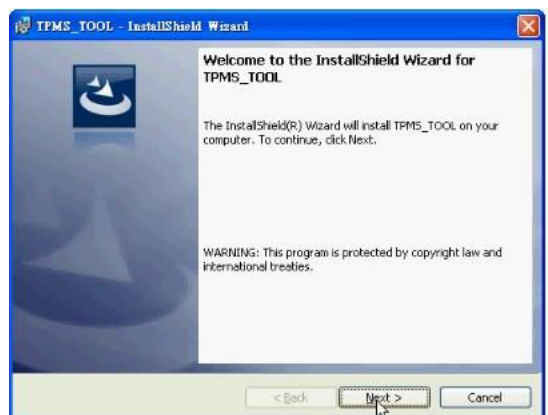 TPMS_TOOL - InstallShield Wizard
Welcome to the InstallShield Wizard for
TPMS_TOOL
The InstallShield(R) Wizard will install TPMS_TOOL on your
computer. To continue, click Next.
WARNING: This program is protected by copyright law and
international treaties.
< Back
Next >
Cancel